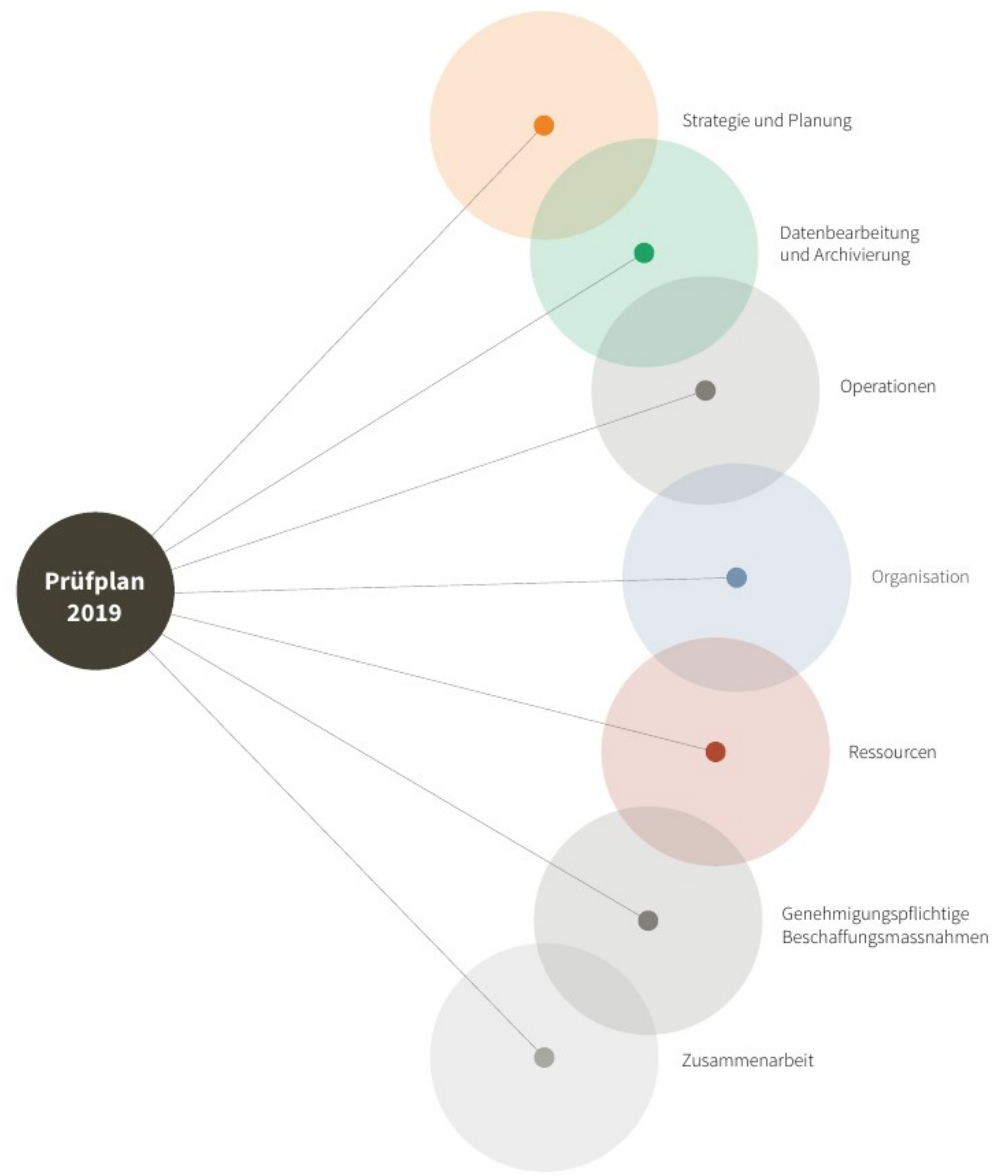 Strategie und Planung
Datenbearbeitung
und Archivierung
Operationen
Prüfplan
2019
Organisation
Ressourcen
Genehmigungspflichtige
Beschaffungsmassnahmen
Zusammenarbeit